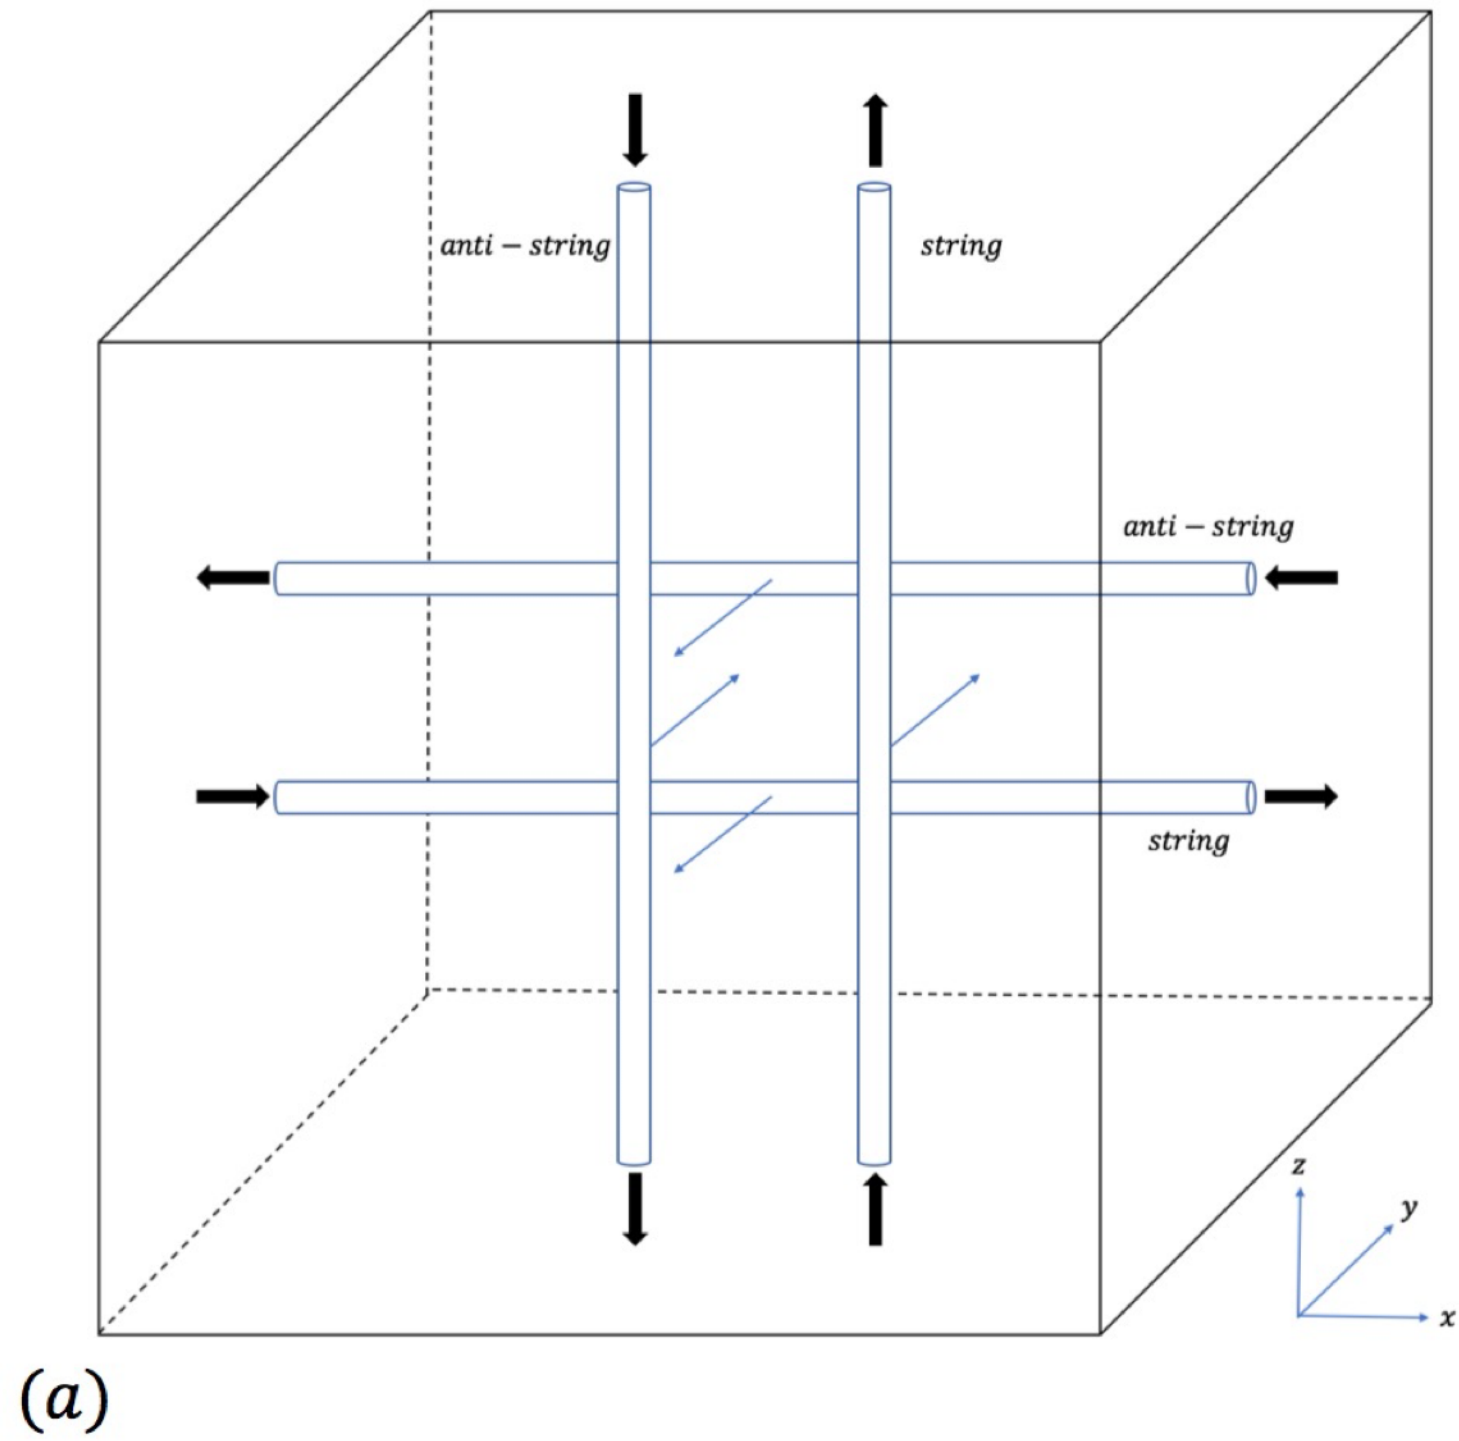 anti − string
string
anti − string
string
z
y
x
(a)